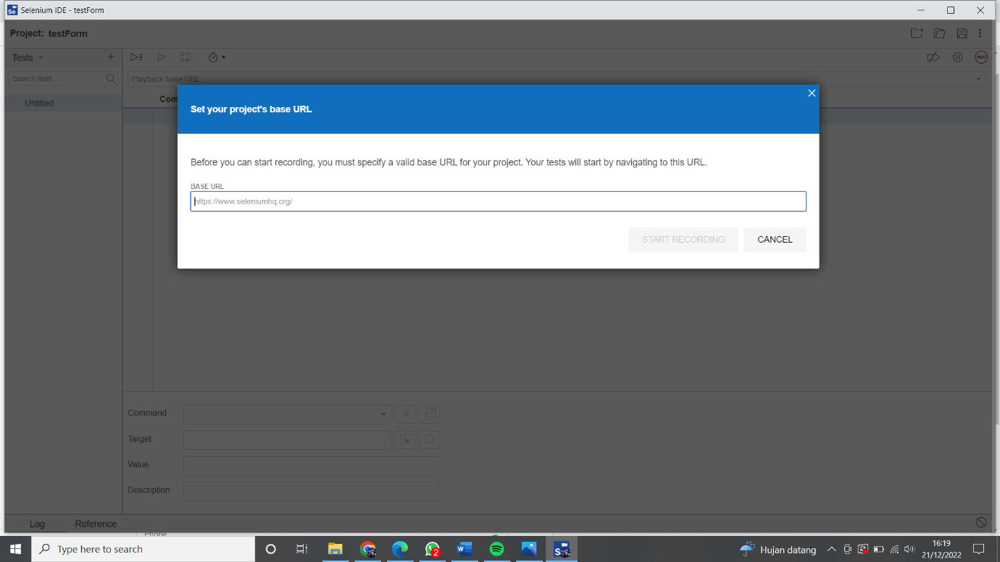 Selenium IDE - testForm
Project: testForm
Tests
Search tests...
Untitled
Playback base URL
Com
REC
Set your project's base URL
Before you can start recording, you must specify a valid base URL for your project. Your tests will start by navigating to this URL.
BASE URL
https://www.seleniumhq.org/
START RECORDING
CANCEL
Command
//
Target
Value
Description
Log
Reference
Phone
Type here to search
2
Hujan datang
16:19
21/12/2022